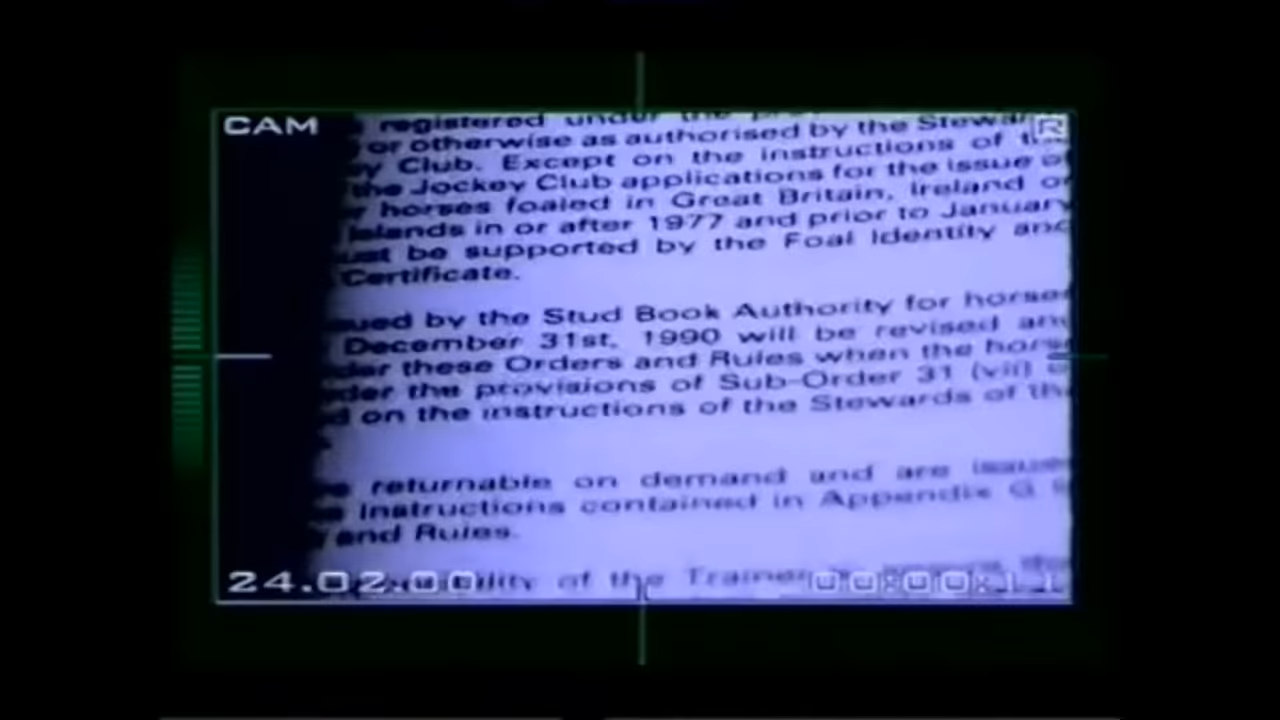 CAM
R
registered under the
or otherwise as authorised by the
Club. Except on the instructions of
the Jockey Club applications for the issue of
horses foaled in Great Britain, Ireland or
Islands in or after 1977 and prior to January
be supported by the Foal Identity and
Certificate.
by the Stud Book Authority for horses
December 31st, 1990 will be revised and
these Orders and Rules when the
the provisions of Sub-Order 31 (vii)
on the instructions of the Stewards of
returnable on demand and are
instructions contained in Appendix G
and Rules.
of the Trainer
24.02.00